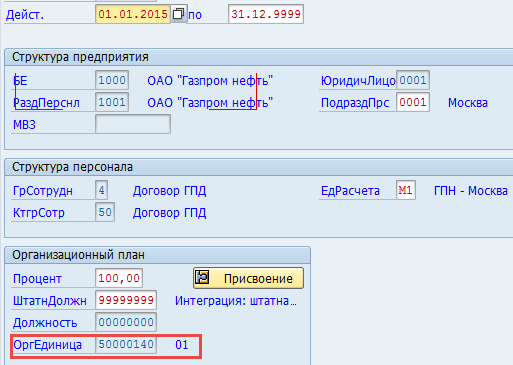 Дейст. 01.01.2015 по 31.12.9999
Структура предприятия
БЕ 1000 ОАО "Газпром нефть" ЮридичЛицо 0001
РаздПерснл 1001 ОАО "Газпром нефть" ПодраздПрс 0001 Москва
МВЗ
Структура персонала
ГрСотрудн 4 Договор ГПД ЕдРасчета М1 ГПН - Москва
КтгрСотр 50 Договор ГПД
Организационный план
Процент 100,00 Присвоение
ШтатнДолжн 99999999 Интеграция: штатна…
Должность 00000000
ОргЕдиница 50000140 01